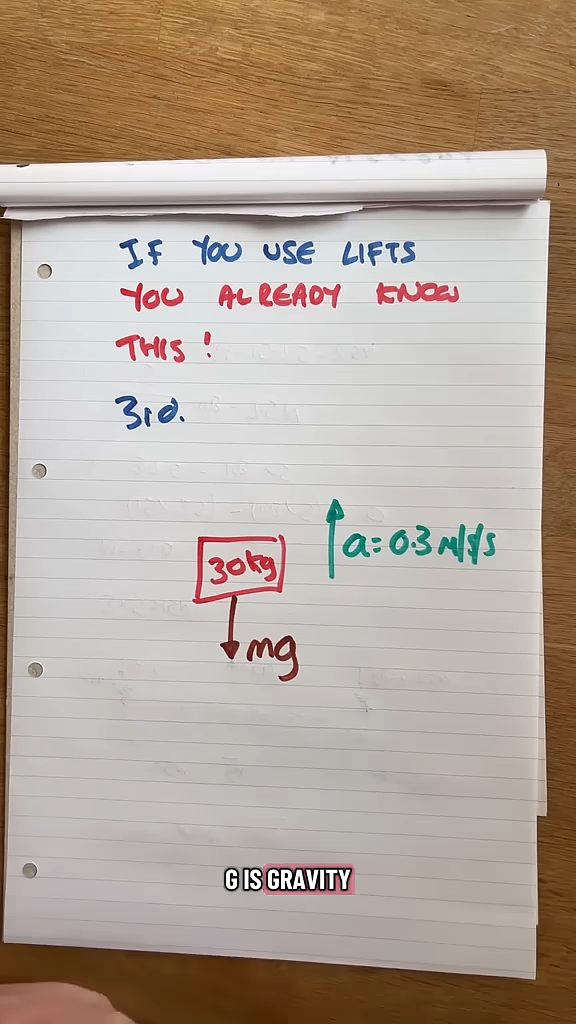 IF YOU USE LIFTS
YOU ALREADY KNOW
THIS!
3rd.
a=0.3 M/s/s
30kg
mg
G IS GRAVITY